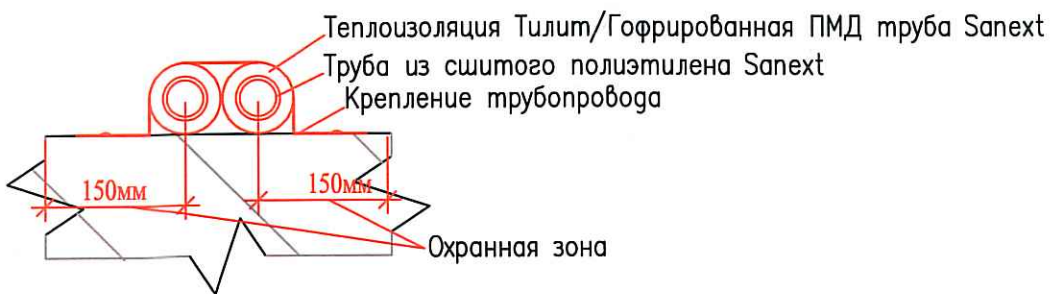 Теплоизоляция Тилит/Гофрированная ПМД труба Sanext
Труба из сшитого полиэтилена Sanext
Крепление трубопровода
150мм 150мм
Охранная зона